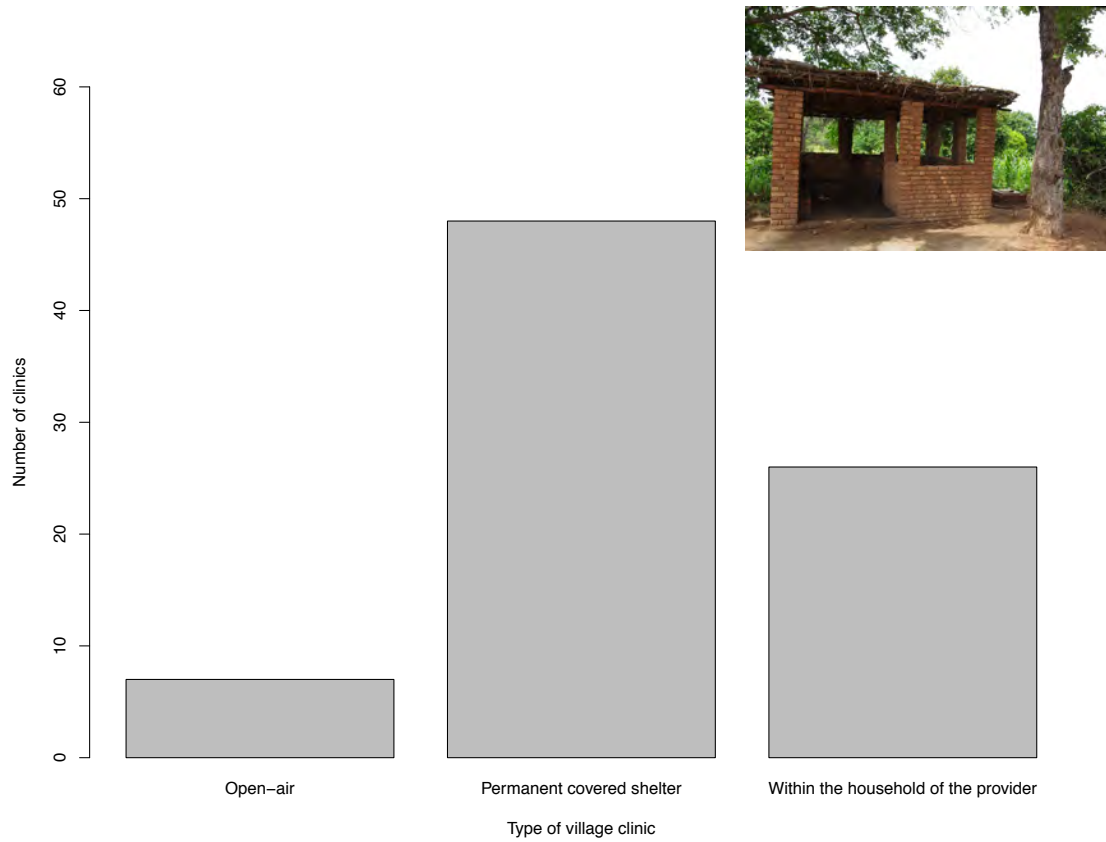 60
50
40
30
20
10
0
Number of clinics
Open−air
Permanent covered shelter
Within the household of the provider
Type of village clinic